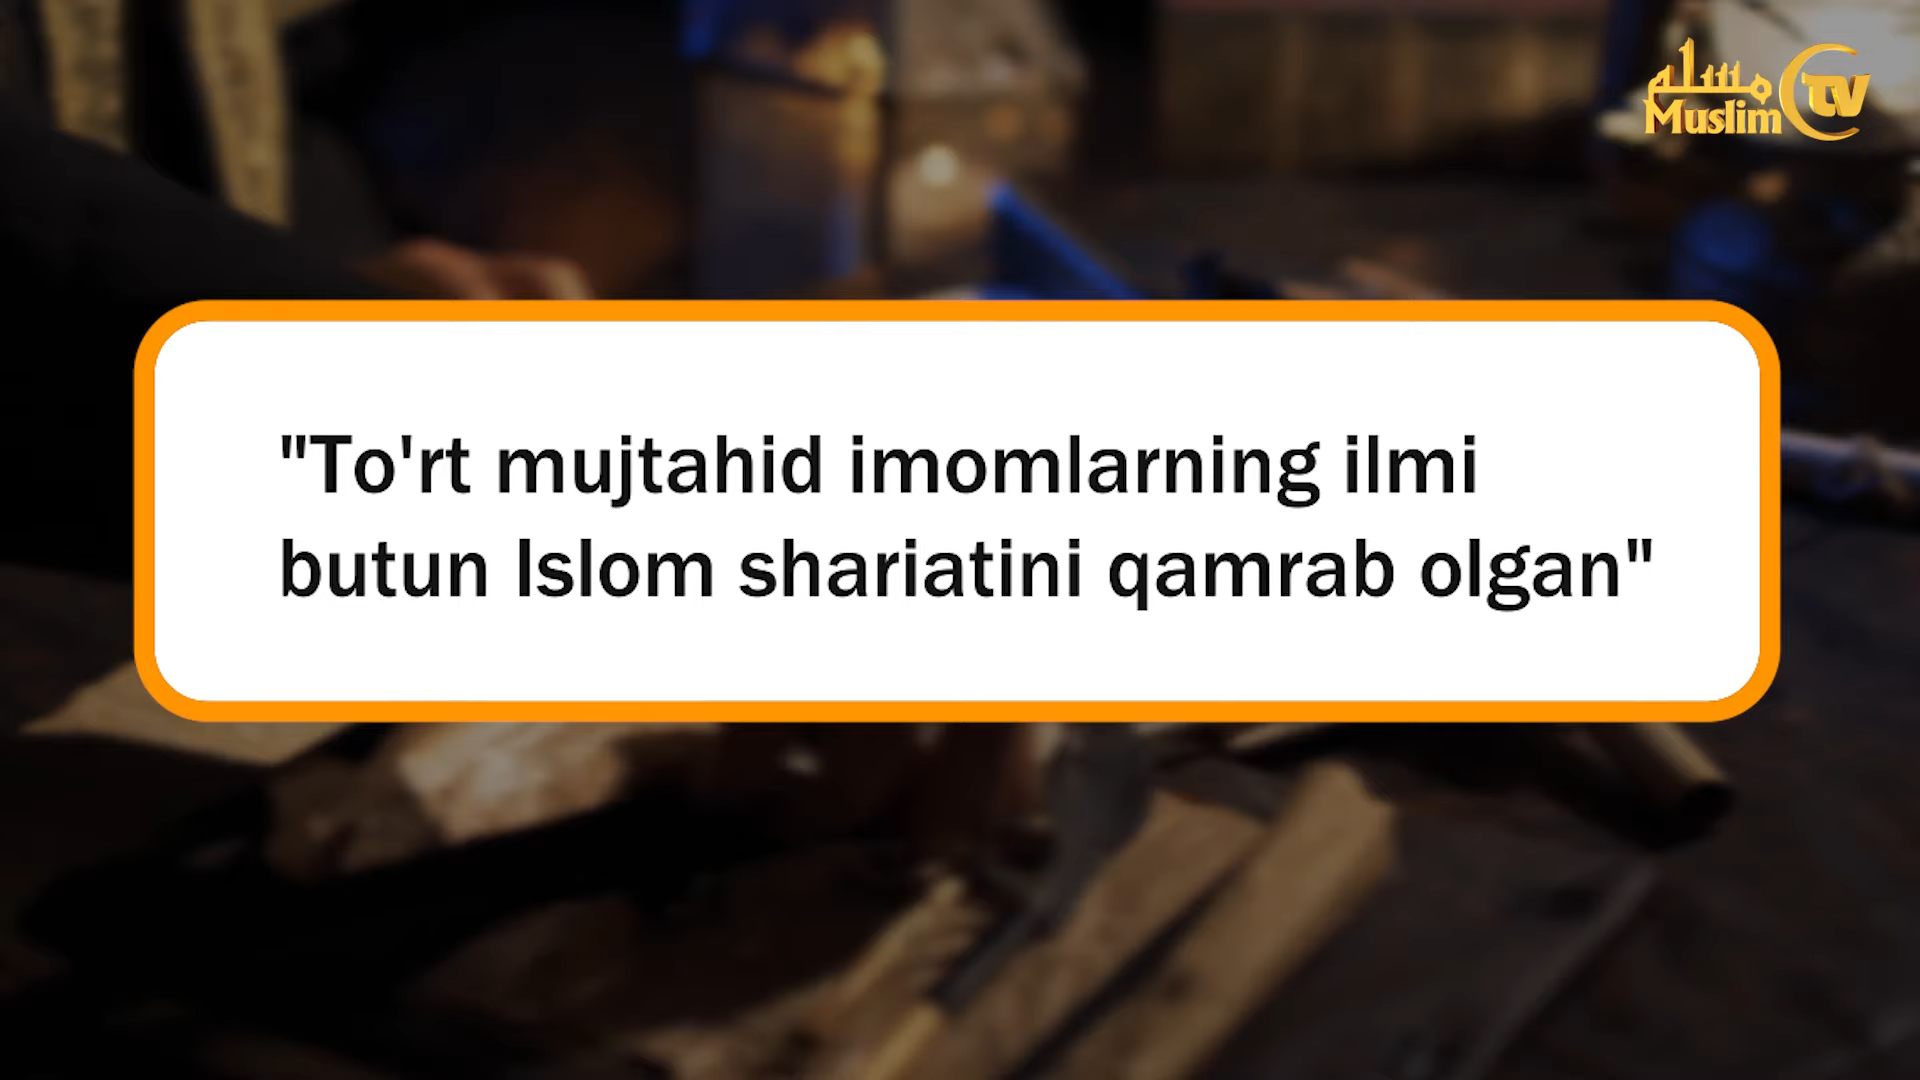 مسلم
Muslim TV
"To'rt mujtahid imomlarning ilmi
butun Islom shariatini qamrab olgan"